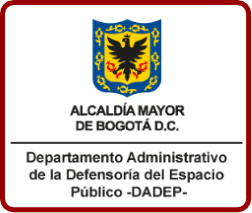 ALCALDÍA MAYOR
DE BOGOTÁ D.C.
Departamento Administrativo
de la Defensoría del Espacio
Público -DADEP-